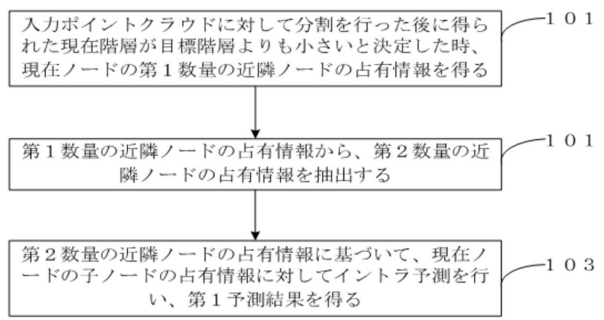 入力ポイントクラウドに対して分割を行った後に得ら
れた現在階層が目標階層よりも小さいと決定した時、
現在ノードの第１数量の近隣ノードの占有情報を得る
１０１
第１数量の近隣ノードの占有情報から、第２数量の近
隣ノードの占有情報を抽出する
１０１
第２数量の近隣ノードの占有情報に基づいて、現在ノ
ードの子ノードの占有情報に対してイントラ予測を行
い、第１予測結果を得る
１０３